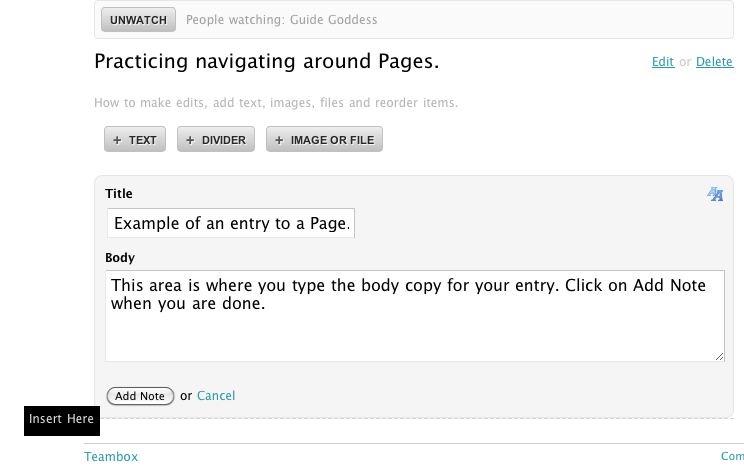 UNWATCH People watching: Guide Goddess
Practicing navigating around Pages.
Edit or Delete
How to make edits, add text, images, files and reorder items.
+ TEXT + DIVIDER + IMAGE OR FILE
Title
Example of an entry to a Page.
Body
This area is where you type the body copy for your entry. Click on Add Note
when you are done.
Add Note or Cancel
Insert Here
Teambox
Com